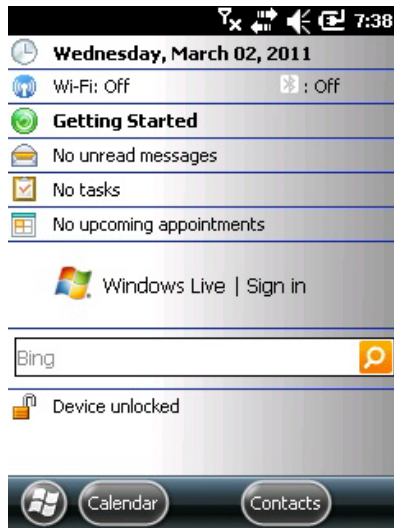 7:38
Wednesday, March 02, 2011
Wi-Fi: Off : Off
Getting Started
No unread messages
No tasks
No upcoming appointments
Windows Live | Sign in
Bing
Device unlocked
Calendar Contacts